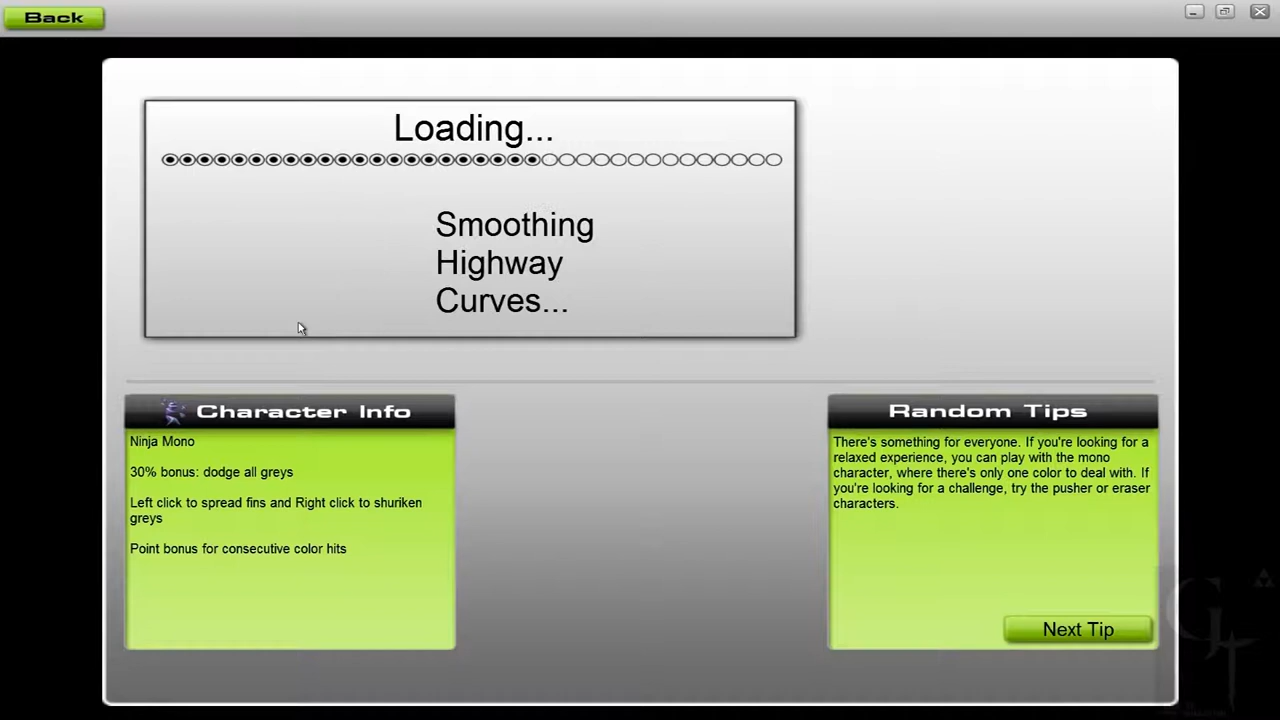 Back
Loading...
Smoothing
Highway
Curves...
Character Info
Ninja Mono
30% bonus: dodge all greys
Left click to spread fins and Right click to shuriken
greys
Point bonus for consecutive color hits
Random Tips
There's something for everyone. If you're looking for a
relaxed experience, you can play with the mono
character, where there's only one color to deal with. If
you're looking for a challenge, try the pusher or eraser
characters.
Next Tip